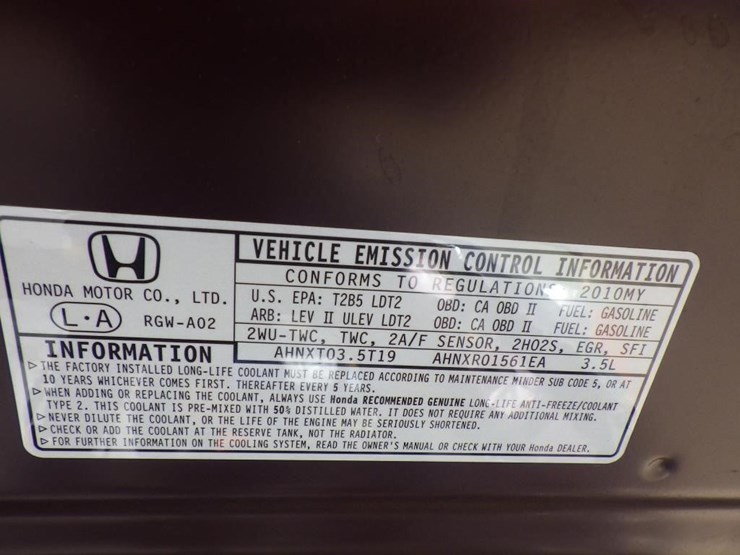 VEHICLE EMISSION CONTROL INFORMATION
CONFORMS TO REGULATIONS 2010MY
HONDA MOTOR CO., LTD.
U.S. EPA: T2B5 LDT2 OBD: CA OBD II FUEL: GASOLINE
L·A RGW-A02
ARB: LEV II ULEV LDT2 OBD: CA OBD II FUEL: GASOLINE
2WU-TWC, TWC, 2A/F SENSOR, 2HO2S, EGR, SFI
INFORMATION
AHNXT03.5T19 AHNXR0156IEA 3.5L
▷ THE FACTORY INSTALLED LONG-LIFE COOLANT MUST BE REPLACED ACCORDING TO MAINTENANCE MINDER SUB CODE 5, OR AT
10 YEARS WHICHEVER COMES FIRST. THEREAFTER EVERY 5 YEARS.
▷ WHEN ADDING OR REPLACING THE COOLANT, ALWAYS USE Honda RECOMMENDED GENUINE LONG-LIFE ANTI-FREEZE/COOLANT
TYPE 2. THIS COOLANT IS PRE-MIXED WITH 50% DISTILLED WATER. IT DOES NOT REQUIRE ANY ADDITIONAL MIXING.
▷ NEVER DILUTE THE COOLANT, OR THE LIFE OF THE ENGINE MAY BE SERIOUSLY SHORTENED.
▷ CHECK OR ADD THE COOLANT AT THE RESERVE TANK, NOT THE RADIATOR.
▷ FOR FURTHER INFORMATION ON THE COOLING SYSTEM, READ THE OWNER'S MANUAL OR CHECK WITH YOUR Honda DEALER.